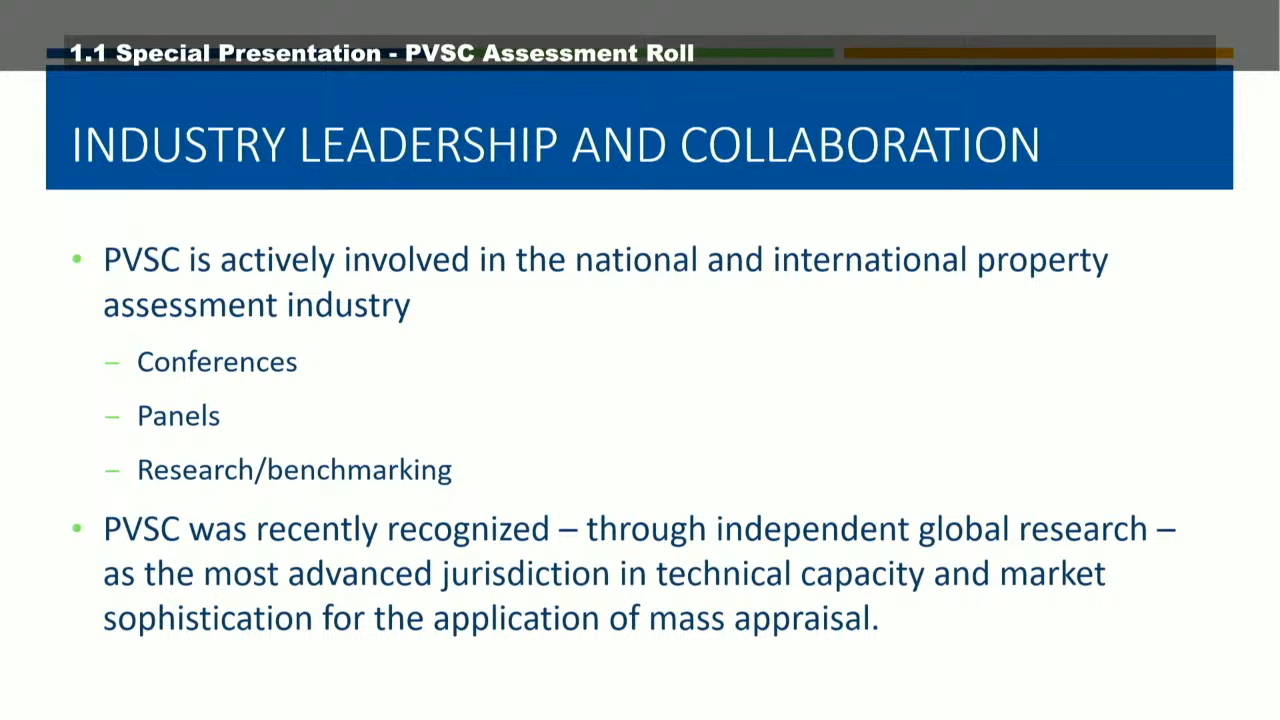 1.1 Special Presentation - PVSC Assessment Roll
INDUSTRY LEADERSHIP AND COLLABORATION
• PVSC is actively involved in the national and international property
assessment industry
– Conferences
– Panels
– Research/benchmarking
• PVSC was recently recognized – through independent global research –
as the most advanced jurisdiction in technical capacity and market
sophistication for the application of mass appraisal.